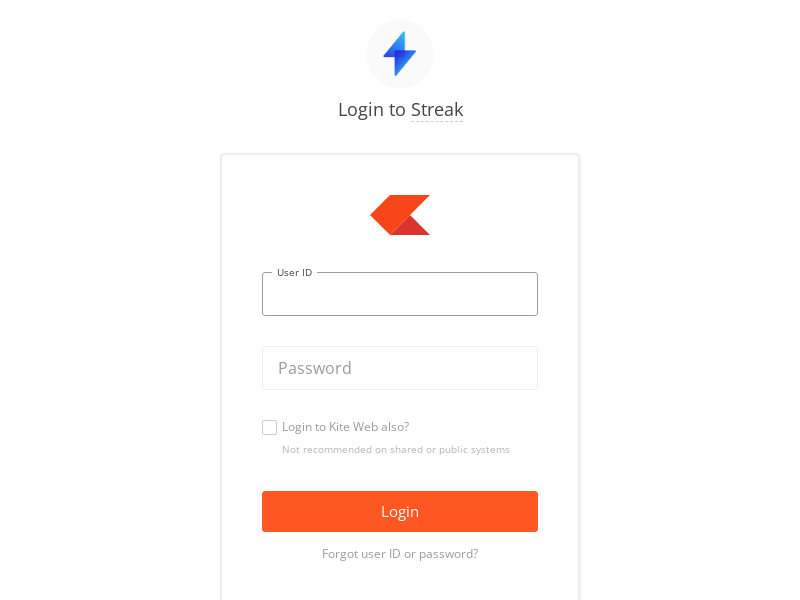 Login to Streak
User ID
Password
Login to Kite Web also?
Not recommended on shared or public systems
Login
Forgot user ID or password?